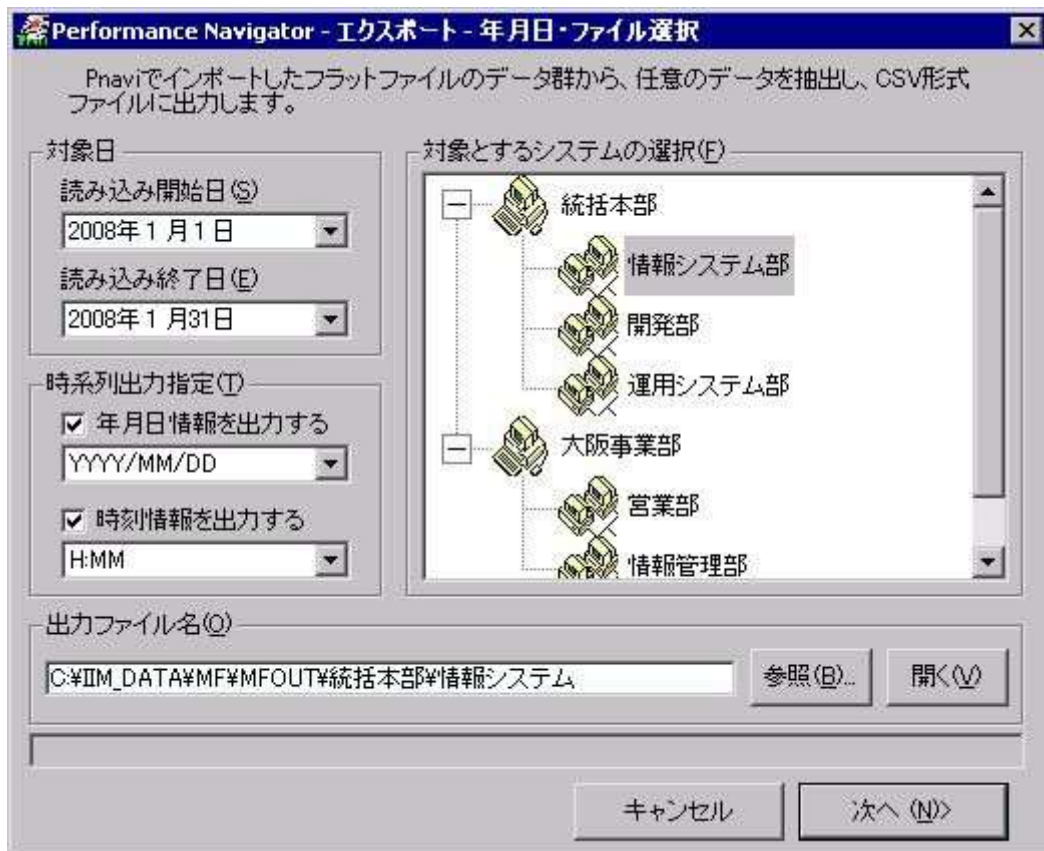 Performance Navigator - エクスポート - 年月日・ファイル選択
Pnaviでインポートしたフラットファイルのデータ群から、任意のデータを抽出し、CSV形式
ファイルに出力します。
対象日
読み込み開始日(S)
2008年 1 月 1 日
読み込み終了日(E)
2008年 1 月31日
時系列出力指定(T)
年月日情報を出力する
YYYY/MM/DD
時刻情報を出力する
H:MM
対象とするシステムの選択(F)
統括本部
情報システム部
開発部
運用システム部
大阪事業部
営業部
情報管理部
出力ファイル名(O)
C:¥IIM_DATA¥MF¥MFOUT¥統括本部¥情報システム
参照(B)...
開く(V)
キャンセル
次へ (N)>